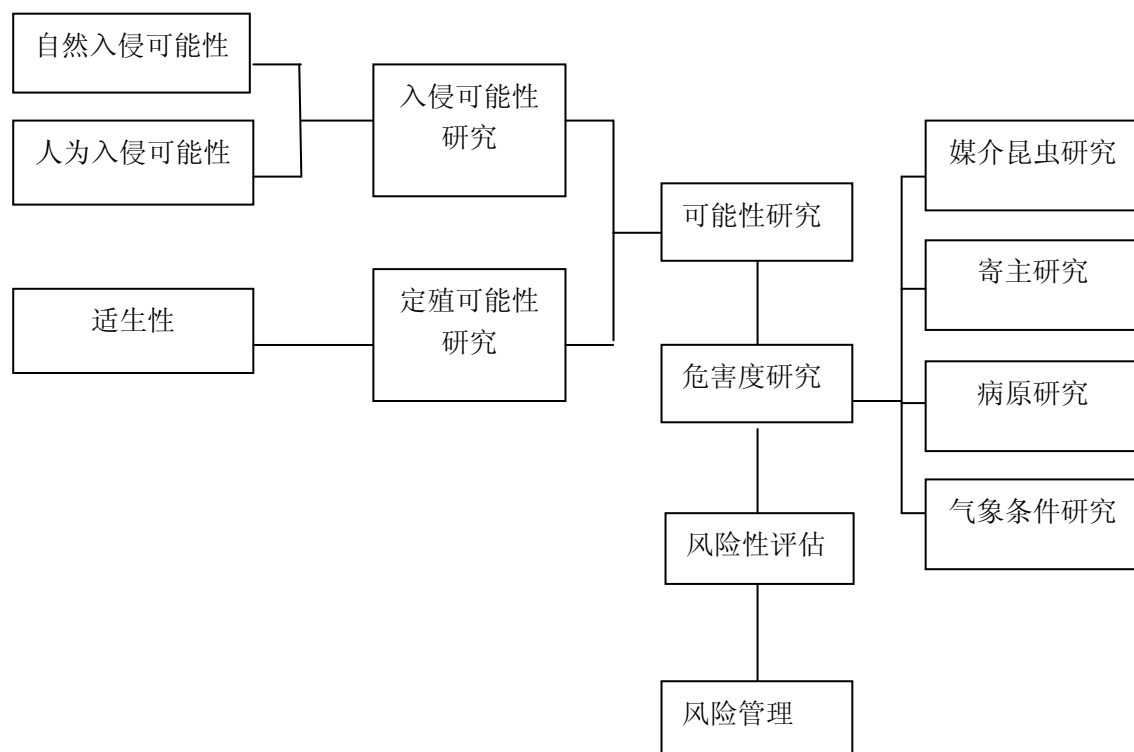 自然入侵可能性
人为入侵可能性
适生性
入侵可能性
研究
定殖可能性
研究
可能性研究
危害度研究
风险性评估
风险管理
媒介昆虫研究
寄主研究
病原研究
气象条件研究